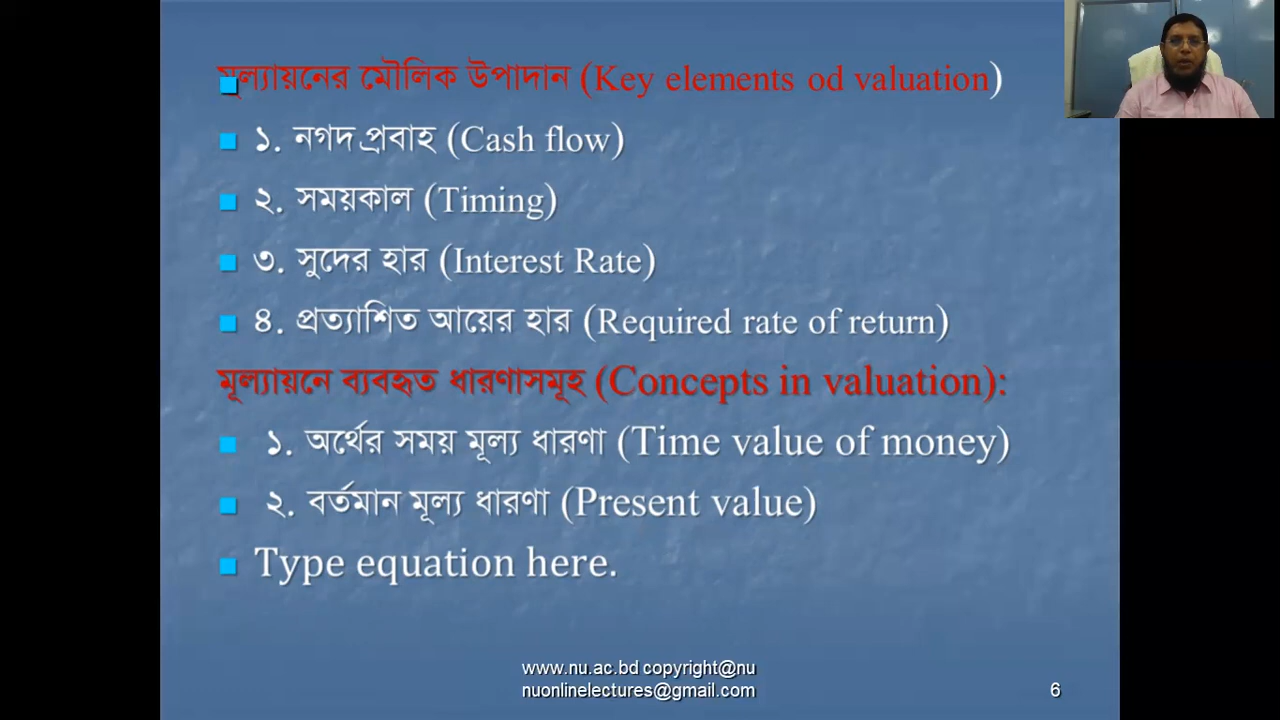 মূল্যায়নের মৌলিক উপাদান (Key elements od valuation)
১. নগদ প্রবাহ (Cash flow)
২. সময়কাল (Timing)
৩. সুদের হার (Interest Rate)
৪. প্রত্যাশিত আয়ের হার (Required rate of return)
মূল্যায়নে ব্যবহৃত ধারণাসমূহ (Concepts in valuation):
১. অর্থের সময় মূল্য ধারণা (Time value of money)
২. বর্তমান মূল্য ধারণা (Present value)
Type equation here.
www.nu.ac.bd copyright@nu
nuonlinelectures@gmail.com
6